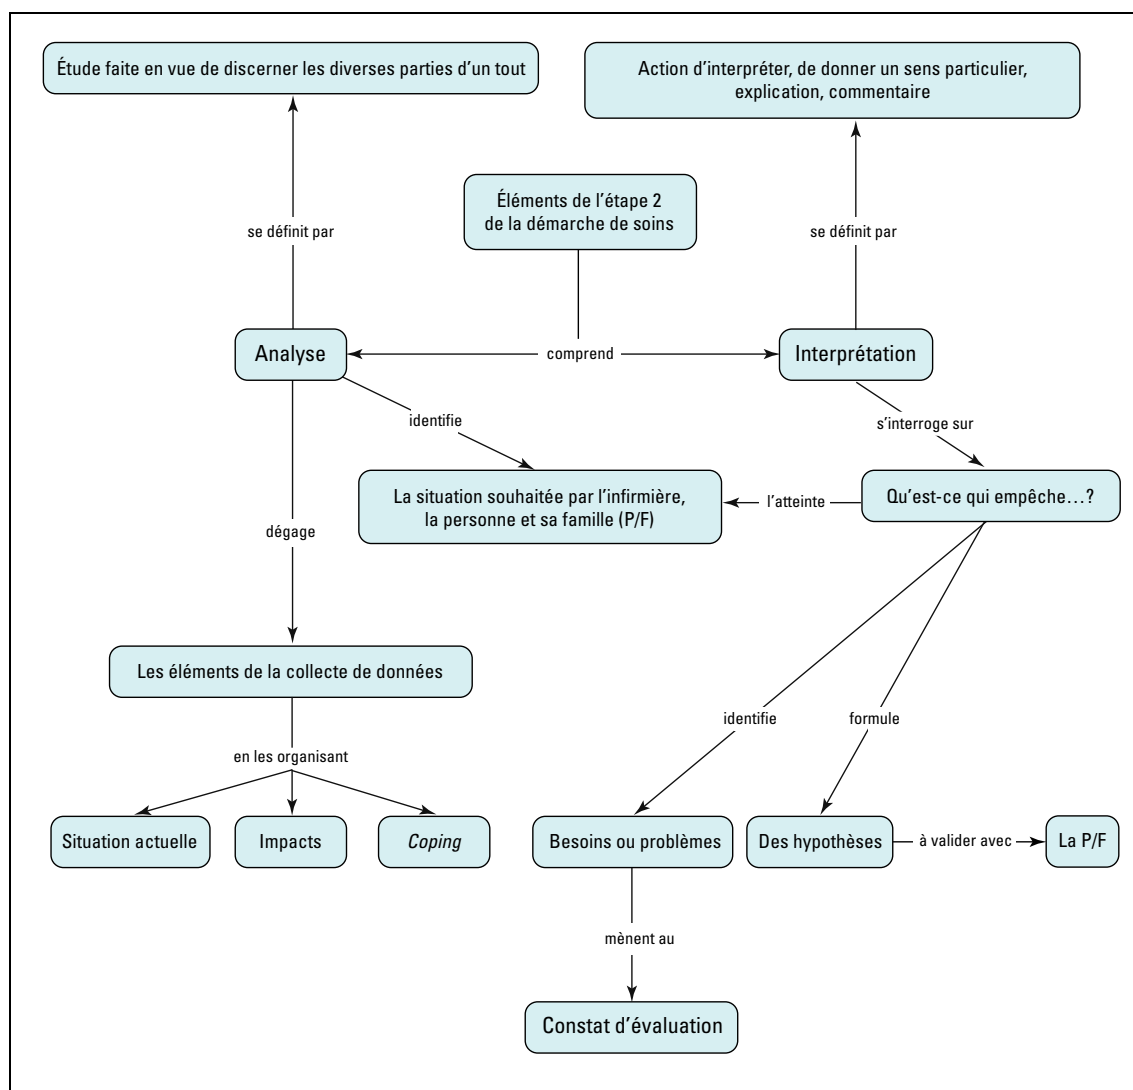 Étude faite en vue de discerner les diverses parties d'un tout
Action d'interpréter, de donner un sens particulier,
explication, commentaire
Éléments de l'étape 2
de la démarche de soins
se définit par
se définit par
Analyse
comprend
Interprétation
identifie
s'interroge sur
La situation souhaitée par l'infirmière,
la personne et sa famille (P/F)
l'atteinte
Qu'est-ce qui empêche…?
dégage
Les éléments de la collecte de données
identifie
formule
en les organisant
Situation actuelle
Impacts
Coping
Besoins ou problèmes
Des hypothèses
à valider avec
La P/F
mènent au
Constat d'évaluation